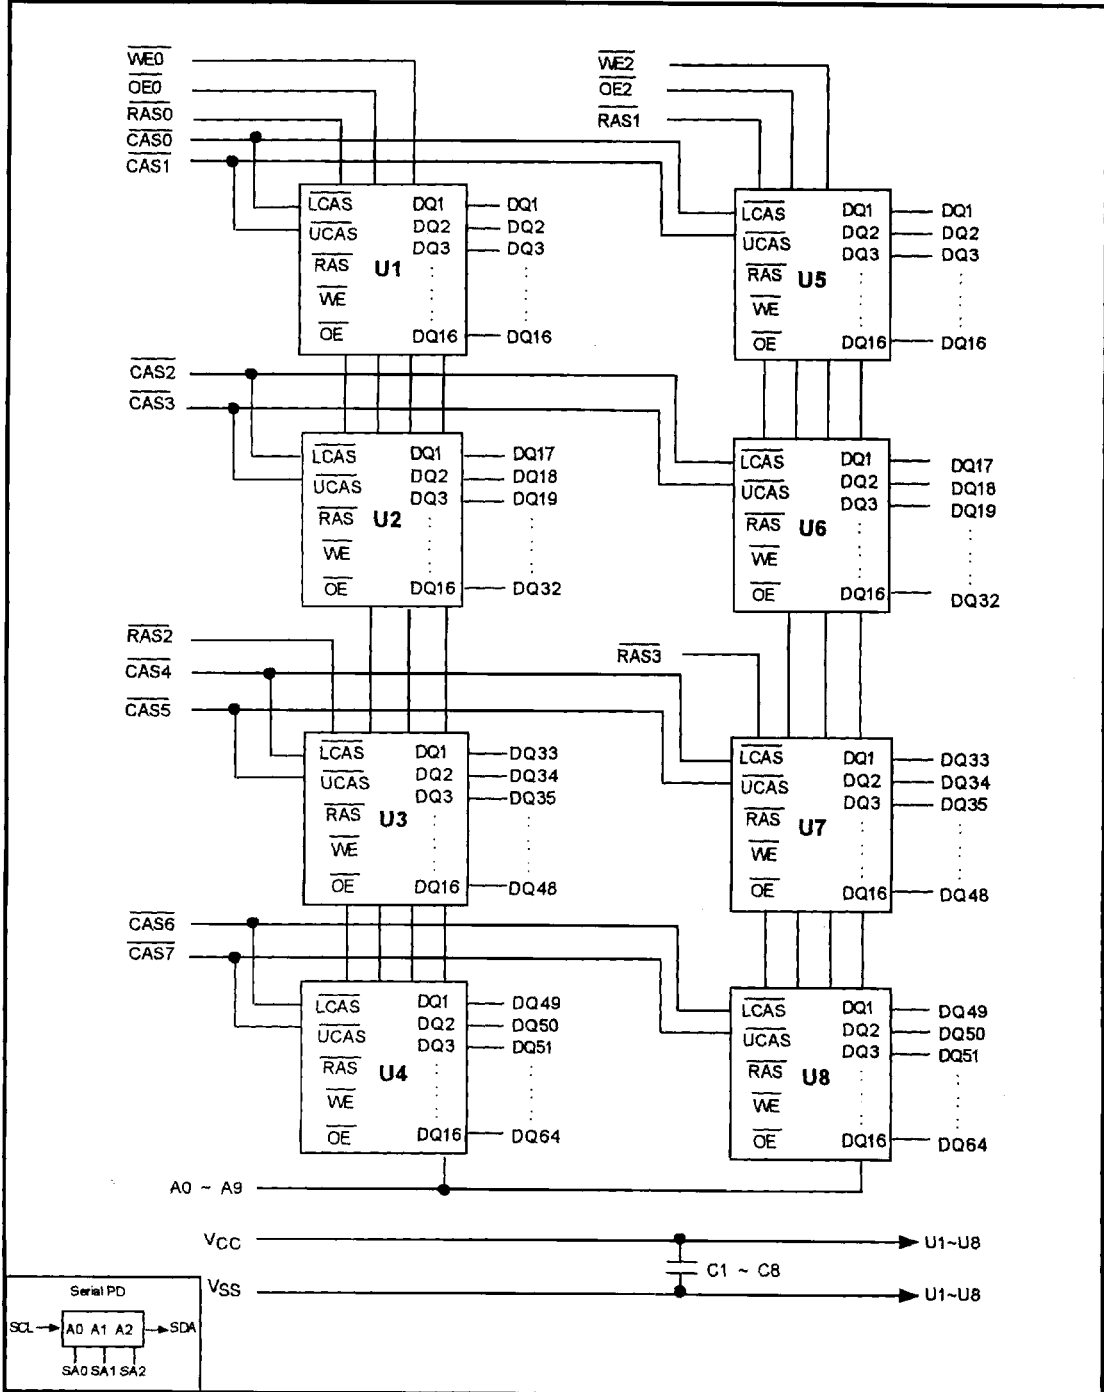 WE0
OE0
RAS0
CAS0
CAS1
WE2
OE2
RAS1
LCAS DQ1 DQ1
UCAS DQ2 DQ2
RAS DQ3 DQ3
U1
WE
OE DQ16 DQ16
LCAS DQ1 DQ1
UCAS DQ2 DQ2
RAS DQ3 DQ3
U5
WE
OE DQ16 DQ16
CAS2
CAS3
LCAS DQ1 DQ17
UCAS DQ2 DQ18
RAS DQ3 DQ19
U2
WE
OE DQ16 DQ32
LCAS DQ1 DQ17
UCAS DQ2 DQ18
RAS DQ3 DQ19
U6
WE
OE DQ16 DQ32
RAS2
CAS4
CAS5
RAS3
LCAS DQ1 DQ33
UCAS DQ2 DQ34
RAS DQ3 DQ35
U3
WE
OE DQ16 DQ48
LCAS DQ1 DQ33
UCAS DQ2 DQ34
RAS DQ3 DQ35
U7
WE
OE DQ16 DQ48
CAS6
CAS7
LCAS DQ1 DQ49
UCAS DQ2 DQ50
RAS DQ3 DQ51
U4
WE
OE DQ16 DQ64
LCAS DQ1 DQ49
UCAS DQ2 DQ50
RAS DQ3 DQ51
U8
WE
OE DQ16 DQ64
A0 ~ A9
VCC U1~U8
C1 ~ C8
VSS U1~U8
Serial PD
SCL A0 A1 A2 SDA
SA0 SA1 SA2